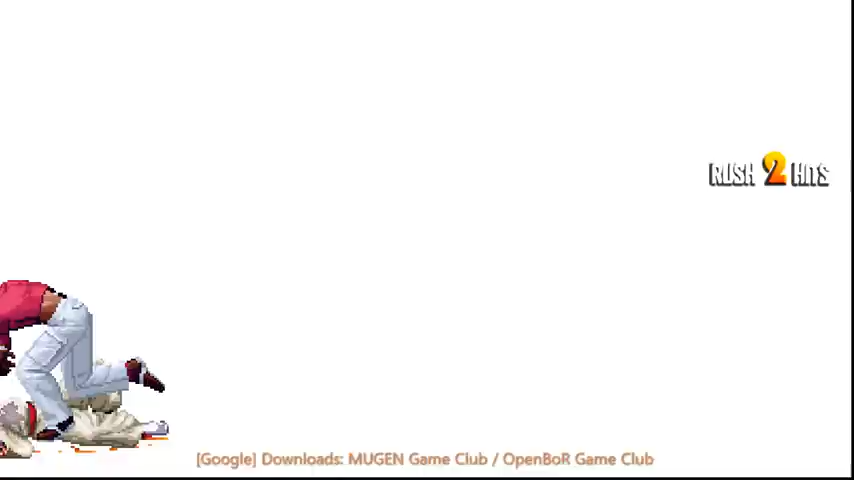 RUSH 2 HITS
[Google] Downloads: MUGEN Game Club / OpenBoR Game Club